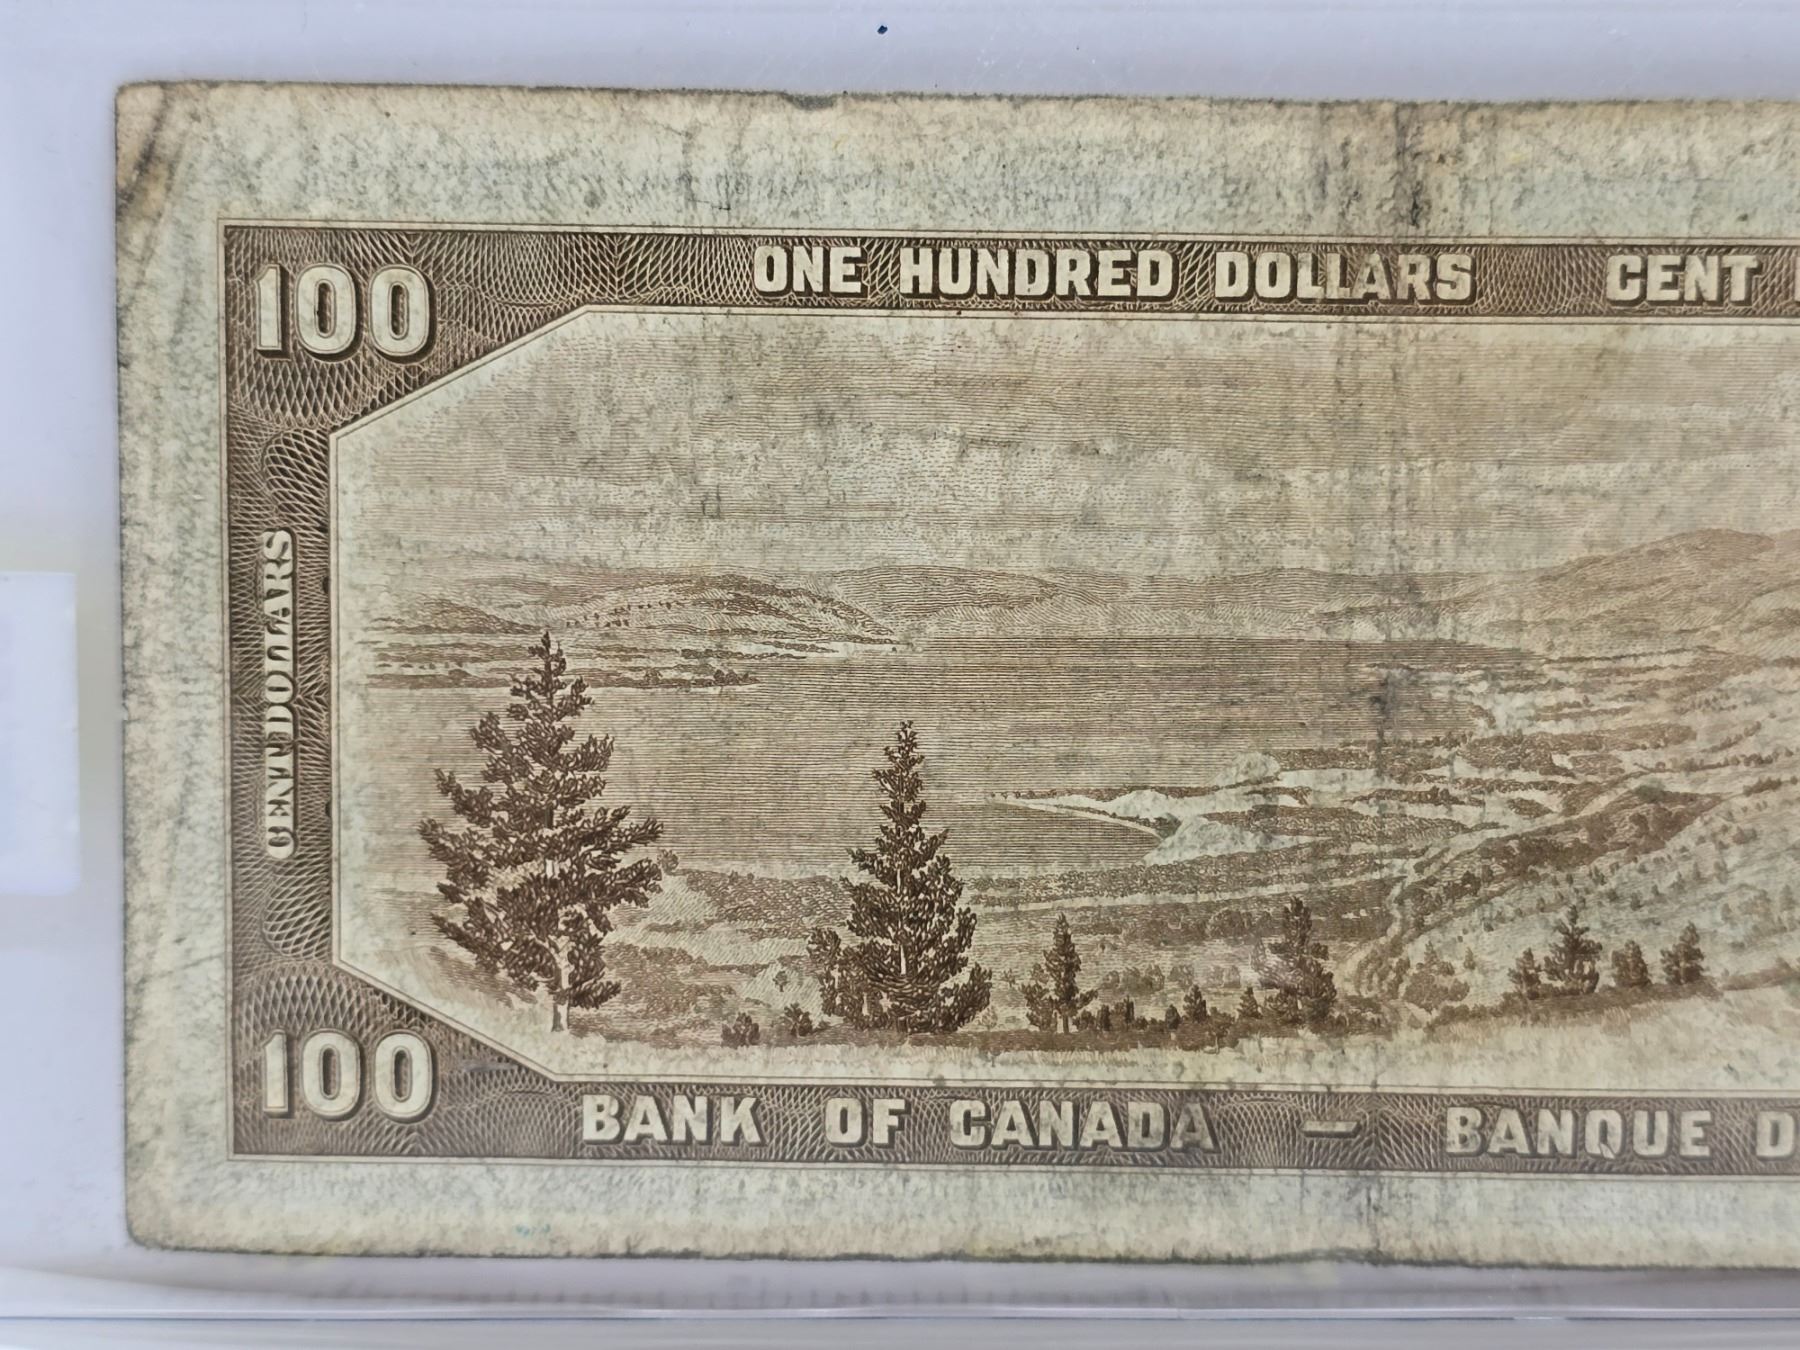 100
ONE HUNDRED DOLLARS CENT
CENT DOLLARS
100
BANK OF CANADA — BANQUE D